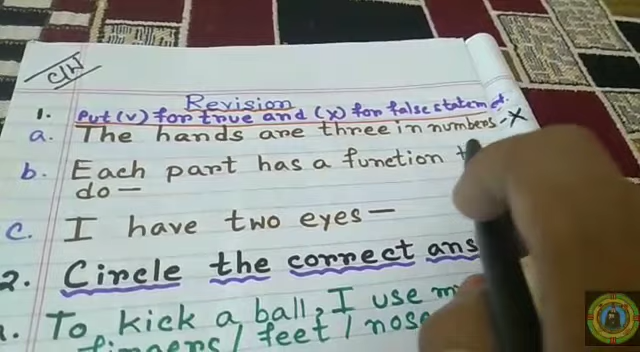 C/W
Revision
1. Put (v) for true and (x) for false statement.
a. The hands are three in numbers - X
b. Each part has a function
do —
c. I have two eyes —
2. Circle the correct ans
To kick a ball, I use
fingers / feet / nose